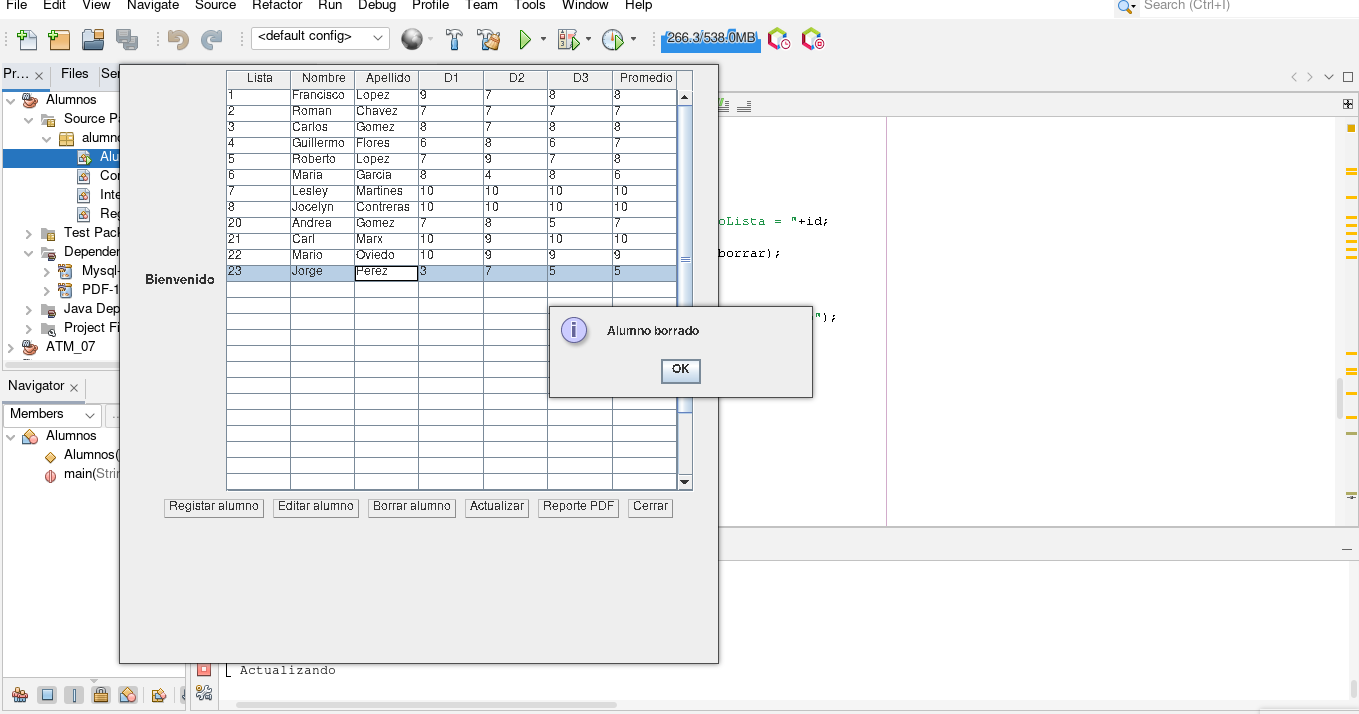 File Edit View Navigate Source Refactor Run Debug Profile Team Tools Window Help Search (Ctrl+I)
<default config> 266.3/538.0MB
Pr... Files Ser
Alumnos
Source Pa
alumno
Alu
Con
Inte
Reg
Test Pack
Depender
Mysql-
PDF-1
Java Dep
Project Fi
ATM_07
Navigator
Members
Alumnos
Alumnos(
main(Strin
Bienvenido
Lista Nombre Apellido D1 D2 D3 Promedio
1 Francisco Lopez 9 7 8 8
2 Roman Chavez 7 7 7 7
3 Carlos Gomez 8 7 8 8
4 Guillermo Flores 6 8 6 7
5 Roberto Lopez 7 9 7 8
6 Maria Garcia 8 4 8 6
7 Lesley Martines 10 10 10 10
8 Jocelyn Contreras 10 10 10 10
20 Andrea Gomez 7 8 5 7
21 Carl Marx 10 9 10 10
22 Mario Oviedo 10 9 9 9
23 Jorge Perez 3 7 5 5
Registar alumno Editar alumno Borrar alumno Actualizar Reporte PDF Cerrar
Alumno borrado
OK
oLista = "+id;
borrar);
");
Actualizando